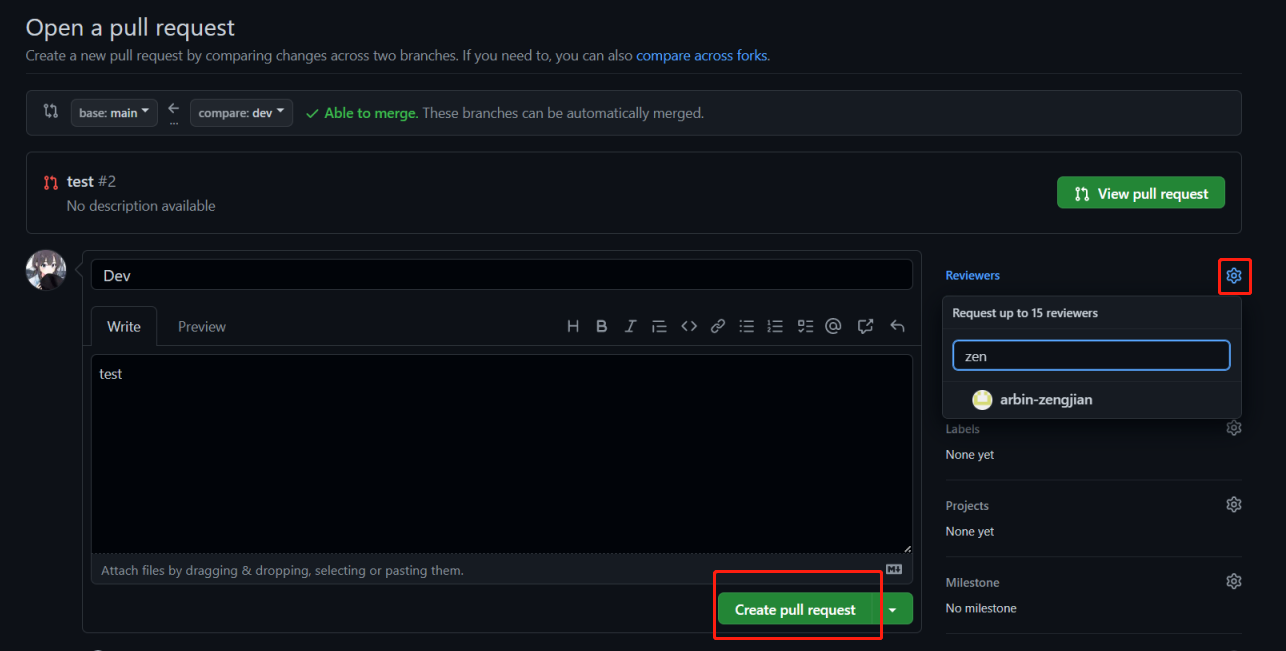 Open a pull request
Create a new pull request by comparing changes across two branches. If you need to, you can also compare across forks.
base: main
...
compare: dev
Able to merge. These branches can be automatically merged.
test #2
No description available
View pull request
Dev
Write
Preview
test
Attach files by dragging & dropping, selecting or pasting them.
Create pull request
Reviewers
Request up to 15 reviewers
zen
arbin-zengjian
Labels
None yet
Projects
None yet
Milestone
No milestone